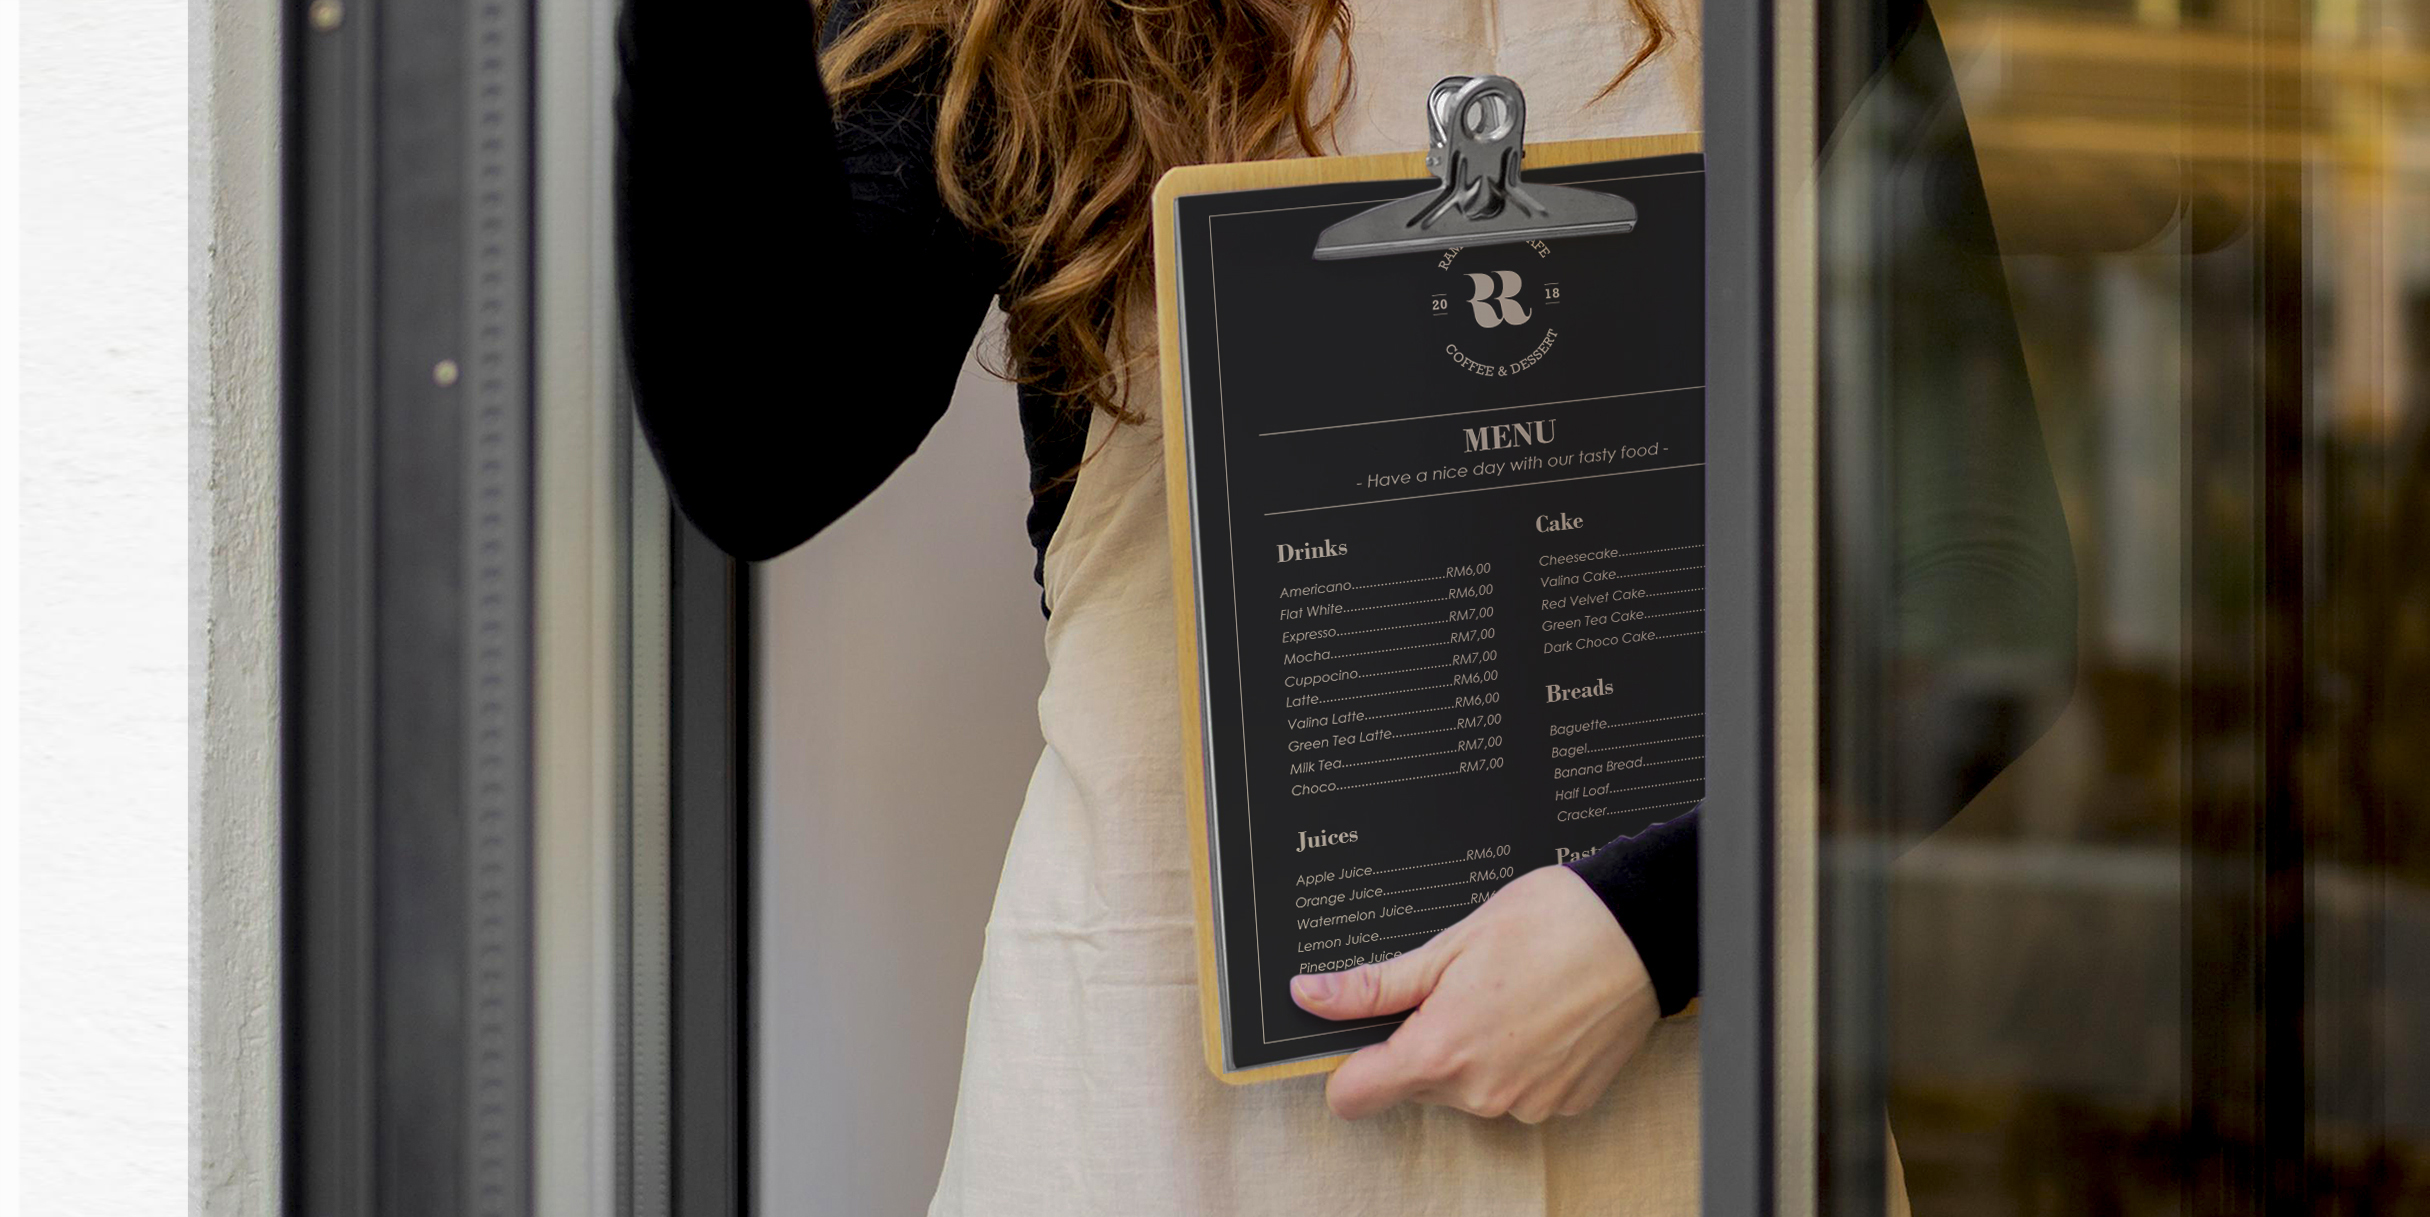 RR
20 18
COFFEE & DESSERT
MENU
- Have a nice day with our tasty food -
Drinks
Americano........................RM6,00
Flat White...........................RM6,00
Expresso.............................RM7,00
Mocha...............................RM7,00
Cuppocino........................RM7,00
Latte...................................RM6,00
Valina Latte.......................RM6,00
Green Tea Latte................RM7,00
Milk Tea.............................RM7,00
Choco...............................RM7,00
Juices
Apple Juice.......................RM6,00
Orange Juice.....................RM6,00
Watermelon Juice..............
Lemon Juice.................
Pineapple Juice
Cake
Cheesecake......................
Valina Cake.......................
Red Velvet Cake...............
Green Tea Cake................
Dark Choco Cake.............
Breads
Baguette..........................
Bagel................................
Banana Bread.................
Half Loaf..........................
Cracker...........................